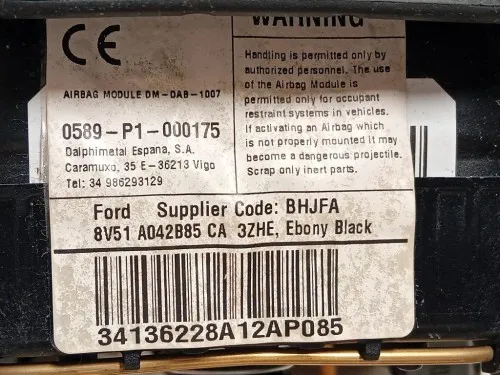 CE
WARNING
Handling is permitted only by
authorized personnel. The use
of the Airbag Module is
permitted only for occupant
restraint systems in vehicles.
If activating an Airbag which
is not properly mounted it May
become a dangerous projectile.
Scrap only inert parts.
AIRBAG MODULE DM-DAB-1007
0589-P1-000175
Dalphimetal Espana, S.A.
Caramuxo, 35 E-36213 Vigo
Tel: 34 986293129
Ford Supplier Code: BHJFA
8V51 A042B85 CA 3ZHE, Ebony Black
34136228A12AP085